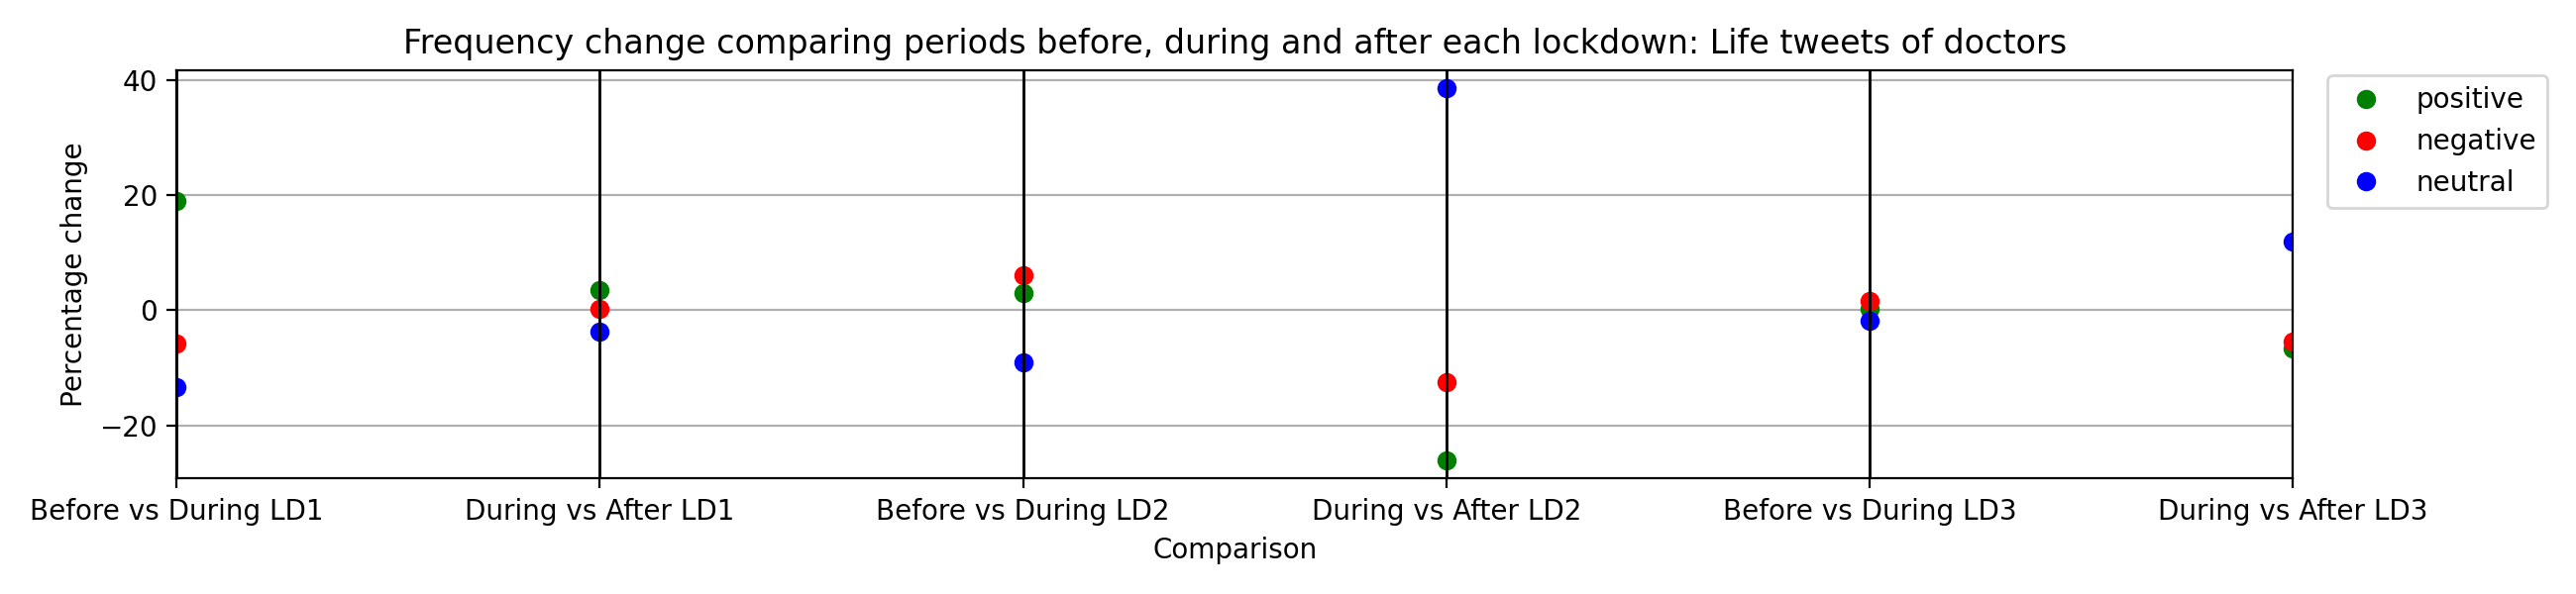 Frequency change comparing periods before, during and after each lockdown: Life tweets of doctors
40
20
0
−20
Percentage change
positive
negative
neutral
Before vs During LD1
During vs After LD1
Before vs During LD2
During vs After LD2
Before vs During LD3
During vs After LD3
Comparison